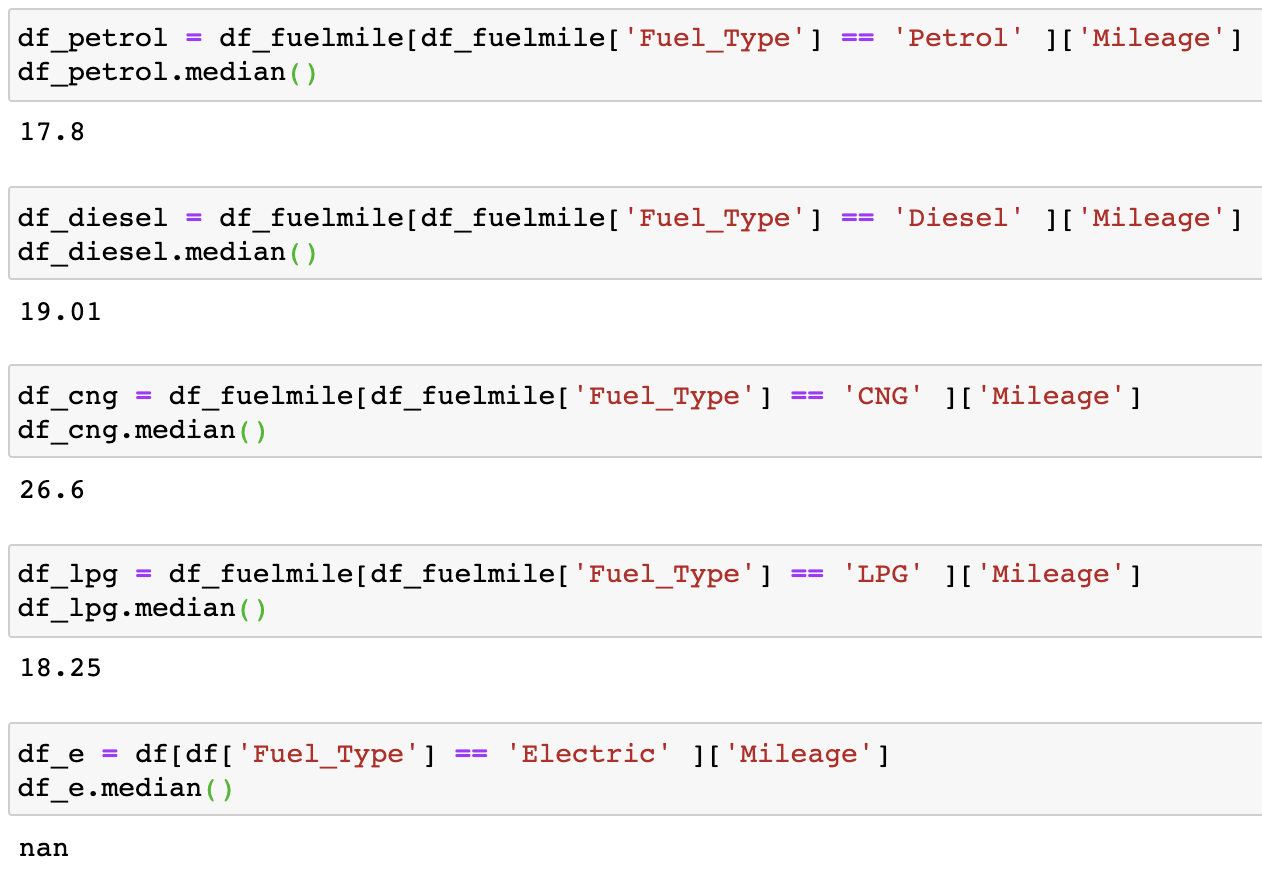 df_petrol = df_fuelmile[df_fuelmile['Fuel_Type'] == 'Petrol' ]['Mileage']
df_petrol.median()
17.8
df_diesel = df_fuelmile[df_fuelmile['Fuel_Type'] == 'Diesel' ]['Mileage']
df_diesel.median()
19.01
df_cng = df_fuelmile[df_fuelmile['Fuel_Type'] == 'CNG' ]['Mileage']
df_cng.median()
26.6
df_lpg = df_fuelmile[df_fuelmile['Fuel_Type'] == 'LPG' ]['Mileage']
df_lpg.median()
18.25
df_e = df[df['Fuel_Type'] == 'Electric' ]['Mileage']
df_e.median()
nan